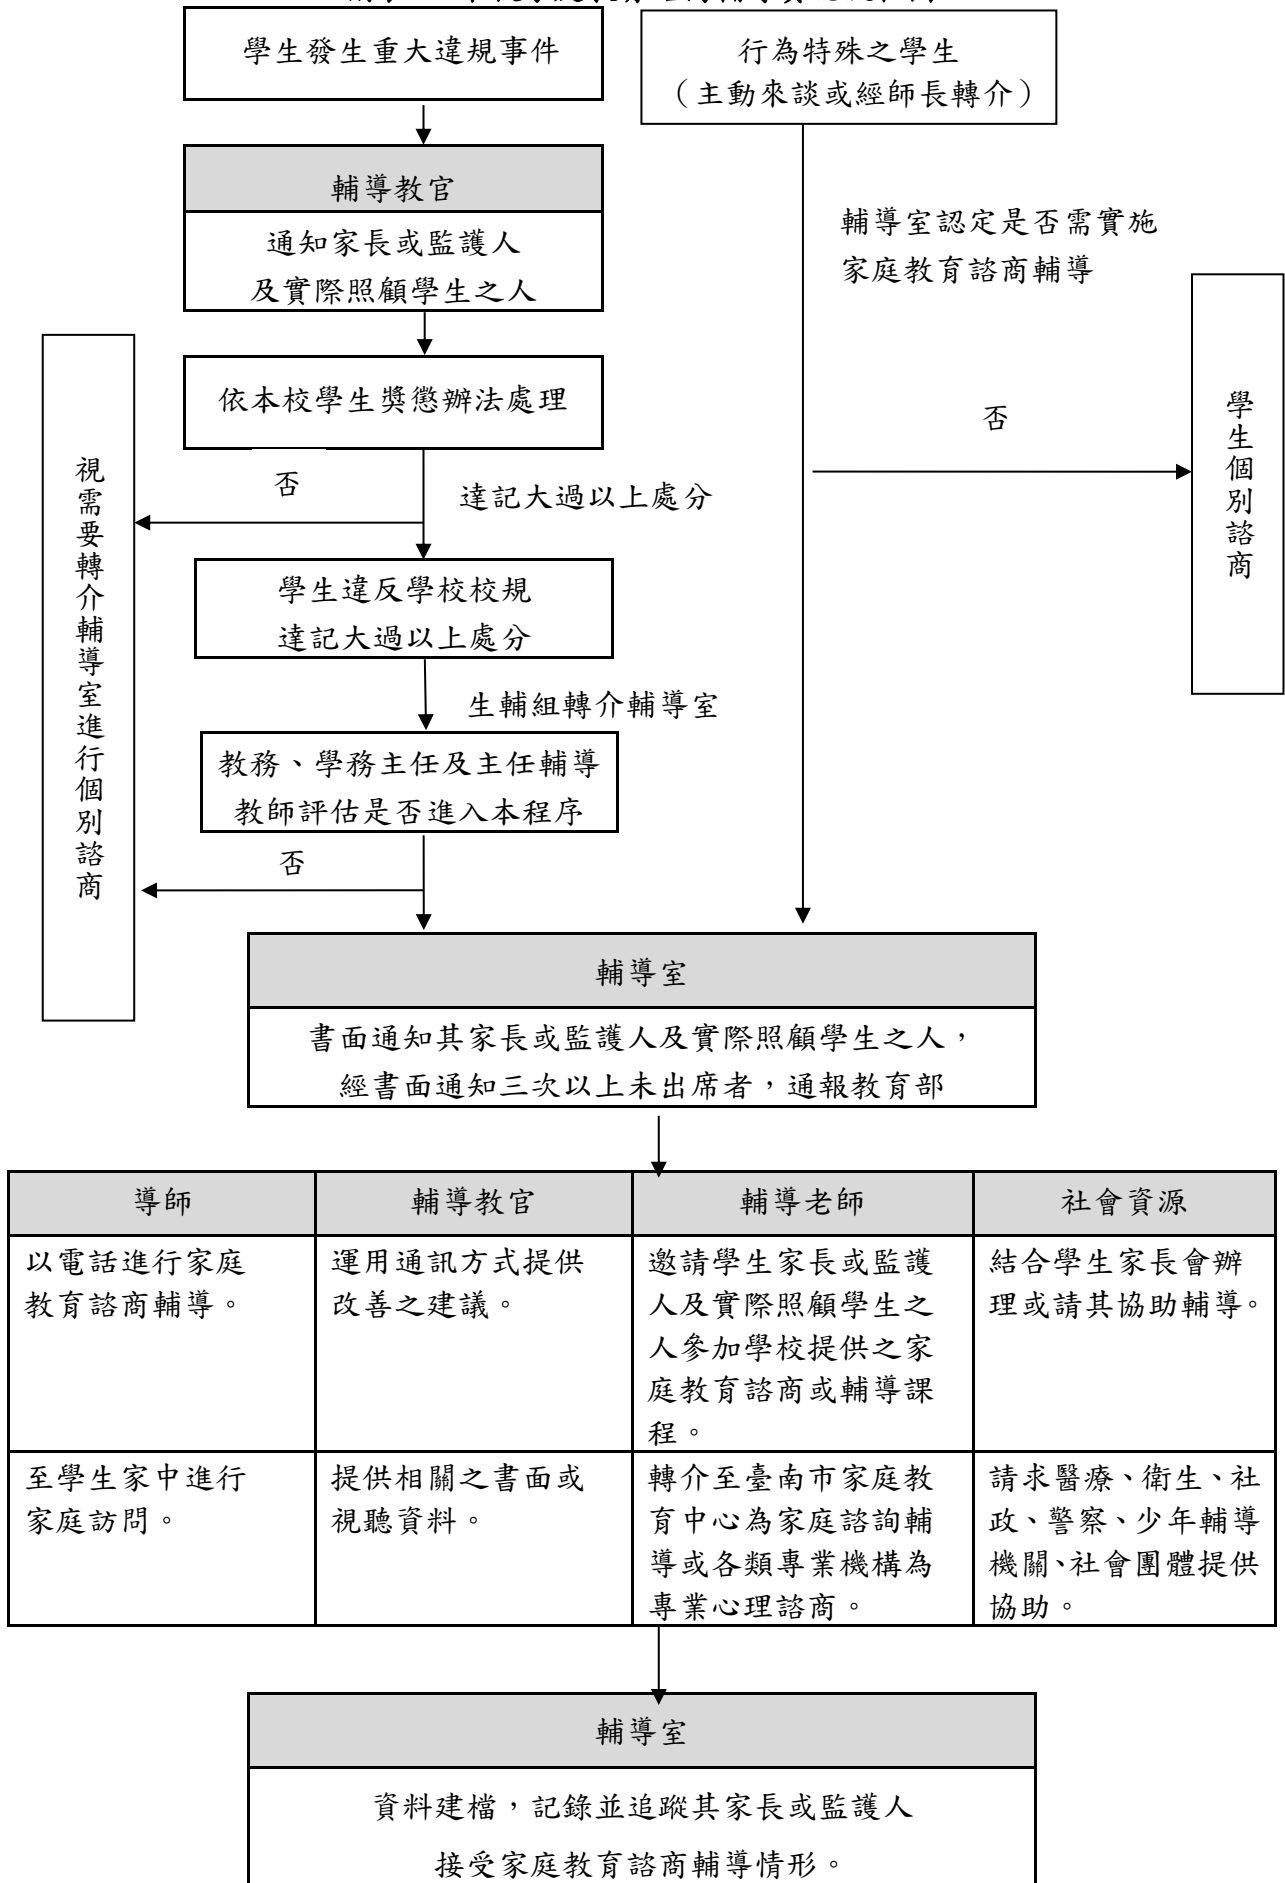 學生發生重大違規事件
行為特殊之學生
（主動來談或經師長轉介）
輔導教官
通知家長或監護人
及實際照顧學生之人
輔導室認定是否需實施
家庭教育諮商輔導
依本校學生獎懲辦法處理
否
學生個別諮商
否
達記大過以上處分
視需要轉介輔導室進行個別諮商
學生違反學校校規
達記大過以上處分
生輔組轉介輔導室
教務、學務主任及主任輔導
教師評估是否進入本程序
否
輔導室
書面通知其家長或監護人及實際照顧學生之人，
經書面通知三次以上未出席者，通報教育部
導師
輔導教官
輔導老師
社會資源
以電話進行家庭
教育諮商輔導。
運用通訊方式提供
改善之建議。
邀請學生家長或監護
人及實際照顧學生之
人參加學校提供之家
庭教育諮商或輔導課
程。
結合學生家長會辦
理或請其協助輔導。
至學生家中進行
家庭訪問。
提供相關之書面或
視聽資料。
轉介至臺南市家庭教
育中心為家庭諮詢輔
導或各類專業機構為
專業心理諮商。
請求醫療、衛生、社
政、警察、少年輔導
機關、社會團體提供
協助。
輔導室
資料建檔，記錄並追蹤其家長或監護人
接受家庭教育諮商輔導情形。